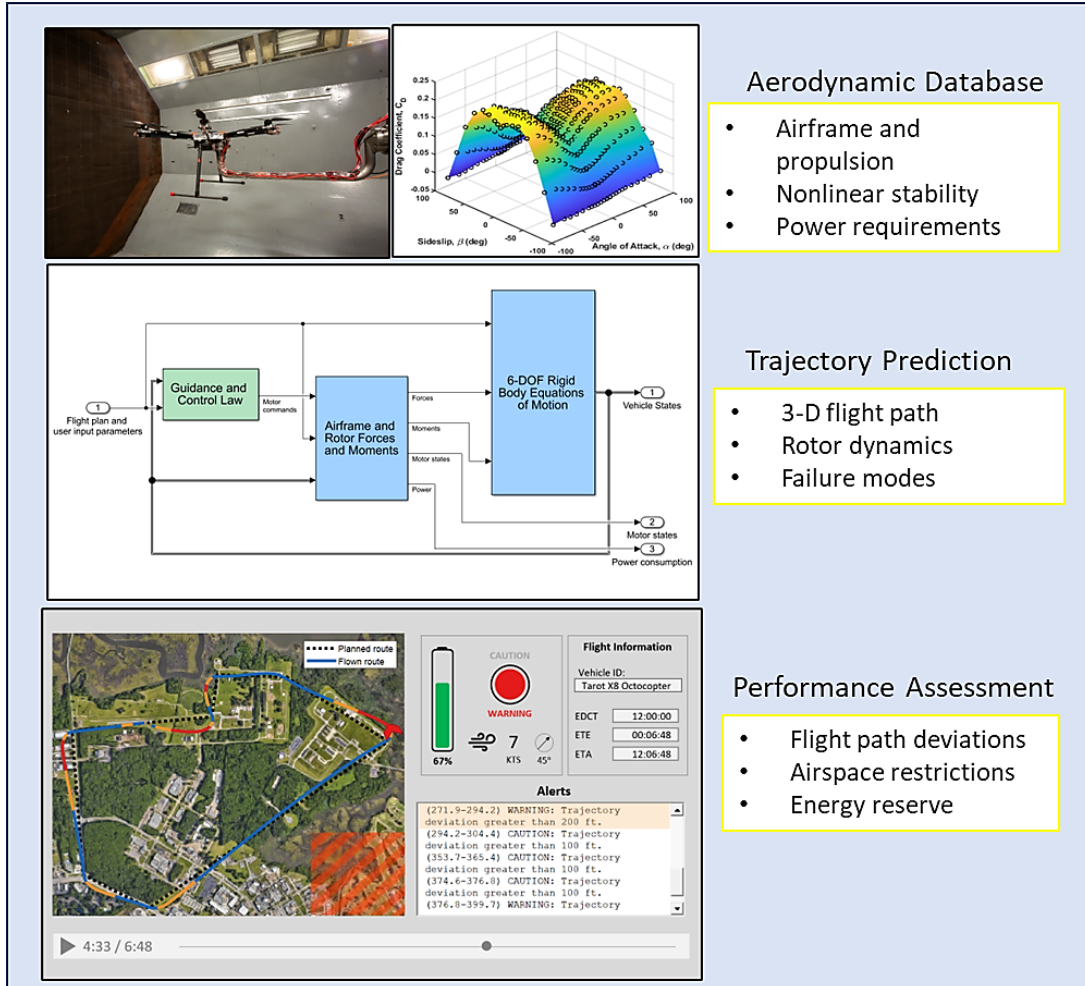 Aerodynamic Database
• Airframe and
propulsion
• Nonlinear stability
• Power requirements
Drag Coefficient, C_D
0.25
0.2
0.15
0.1
0.05
0
-0.05
100
50
0
-50
-100
Sideslip, β (deg)
-100
-50
0
50
100
Angle of Attack, α (deg)
Trajectory Prediction
• 3-D flight path
• Rotor dynamics
• Failure modes
1
Flight plan and
user input parameters
Guidance and
Control Law
Motor
commands
Airframe and
Rotor Forces
and Moments
Forces
Moments
Motor states
Power
6-DOF Rigid
Body Equations
of Motion
1
Vehicle States
2
Motor states
3
Power consumption
Performance Assessment
• Flight path deviations
• Airspace restrictions
• Energy reserve
Planned route
Flown route
67%
CAUTION
WARNING
7
KTS
45°
Flight Information
Vehicle ID:
Tarot X8 Octocopter
EDCT 12:00:00
ETE 00:06:48
ETA 12:06:48
Alerts
(271.9-294.2) WARNING: Trajectory
deviation greater than 200 ft.
(294.2-304.4) CAUTION: Trajectory
deviation greater than 100 ft.
(353.7-365.4) CAUTION: Trajectory
deviation greater than 100 ft.
(374.6-376.8) CAUTION: Trajectory
deviation greater than 100 ft.
(376.8-399.7) WARNING: Trajectory
4:33 / 6:48